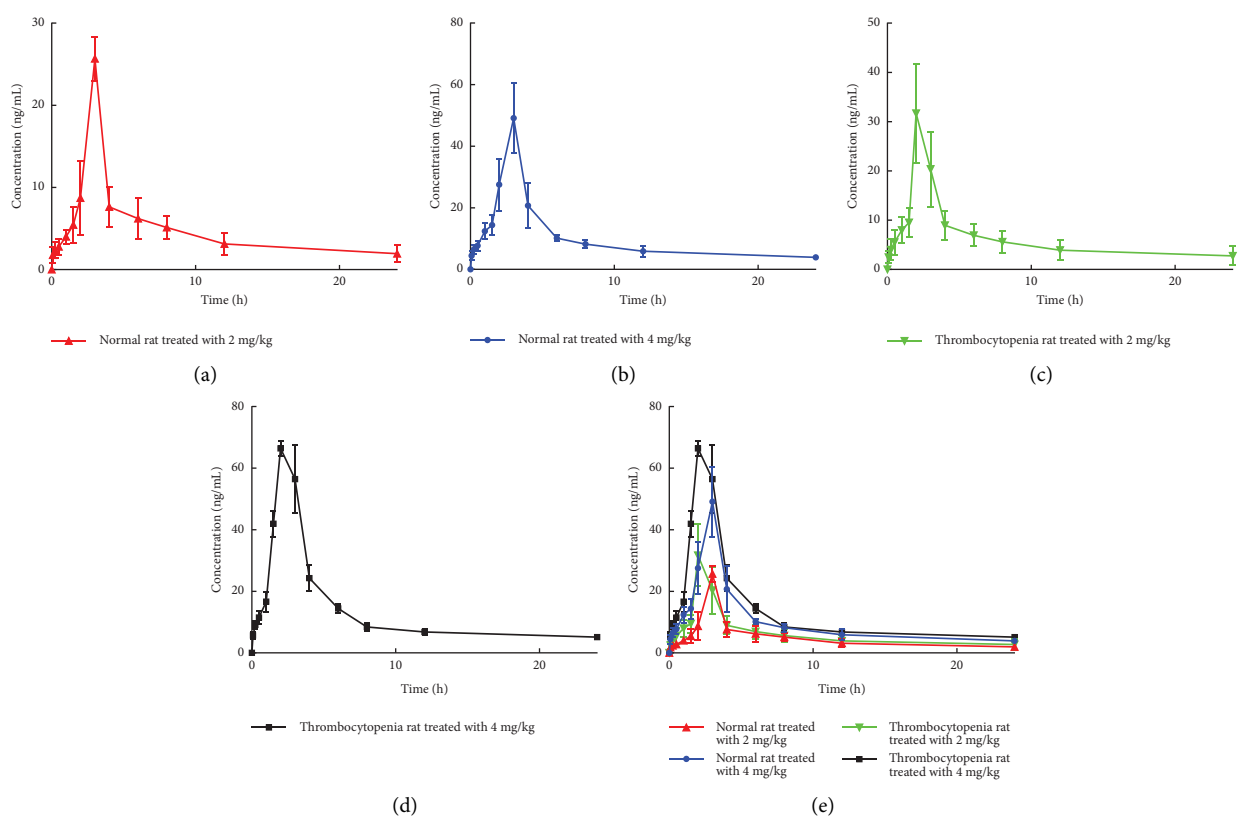 30
20
10
0
Concentration (ng/mL)
0
10
20
Time (h)
Normal rat treated with 2 mg/kg
(a)
80
60
40
20
0
Concentration (ng/mL)
0
10
20
Time (h)
Normal rat treated with 4 mg/kg
(b)
50
40
30
20
10
0
Concentration (ng/mL)
0
10
20
Time (h)
Thrombocytopenia rat treated with 2 mg/kg
(c)
80
60
40
20
0
Concentration (ng/mL)
0
10
20
Time (h)
Thrombocytopenia rat treated with 4 mg/kg
(d)
80
60
40
20
0
Concentration (ng/mL)
0
10
20
Time (h)
Normal rat treated
with 2 mg/kg
Normal rat treated
with 4 mg/kg
Thrombocytopenia rat
treated with 2 mg/kg
Thrombocytopenia rat
treated with 4 mg/kg
(e)